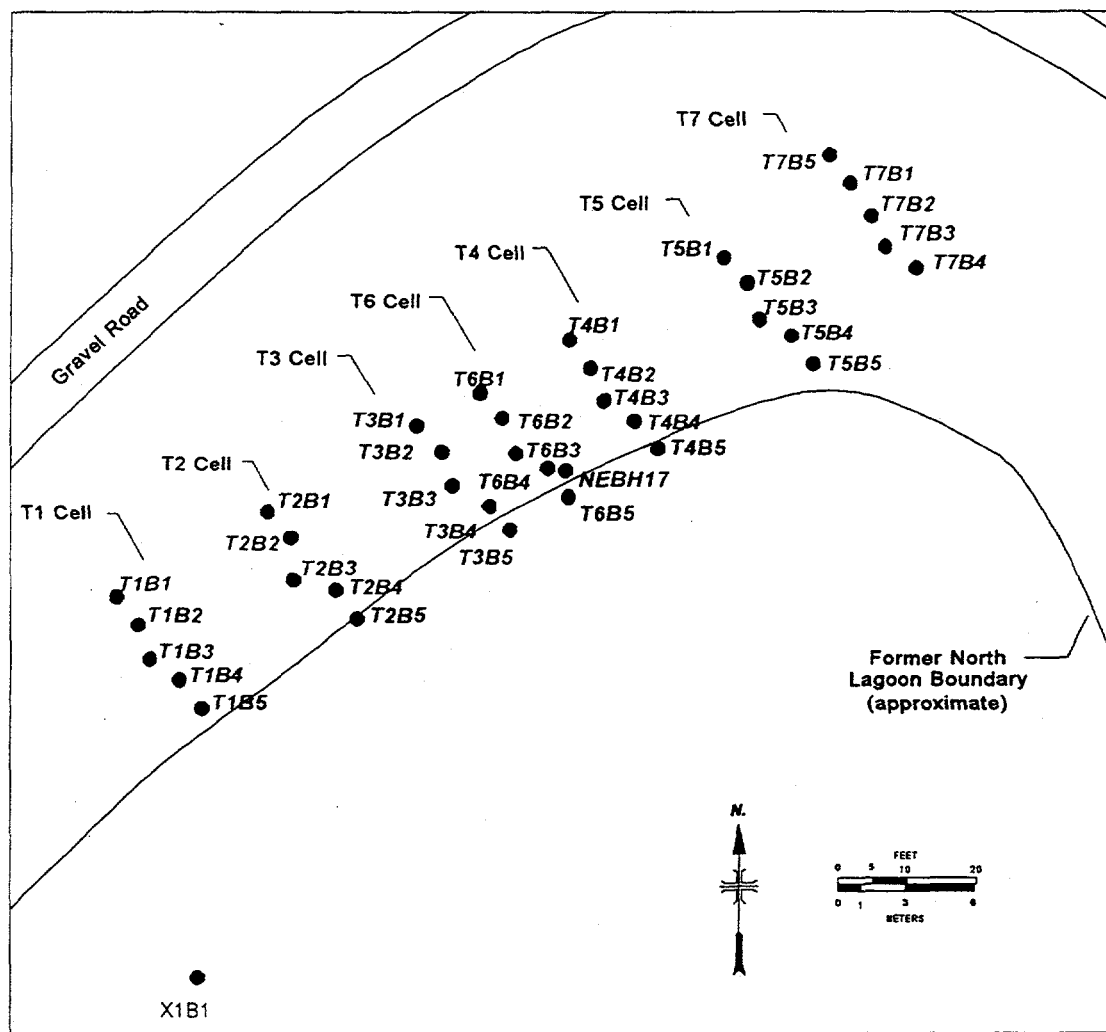 T7 Cell
T7B5
T7B1
T7B2
T7B3
T7B4
T5 Cell
T5B1
T5B2
T5B3
T5B4
T5B5
T4 Cell
T4B1
T4B2
T4B3
T4B4
T4B5
T6 Cell
T6B1
T6B2
T6B3
T6B4
NEBH17
T6B5
T3 Cell
T3B1
T3B2
T3B3
T3B4
T3B5
Gravel Road
T2 Cell
T2B1
T2B2
T2B3
T2B4
T2B5
T1 Cell
T1B1
T1B2
T1B3
T1B4
T1B5
Former North
Lagoon Boundary
(approximate)
N.
FEET
0 5 10 20
0 1 3 6
METERS
X1B1